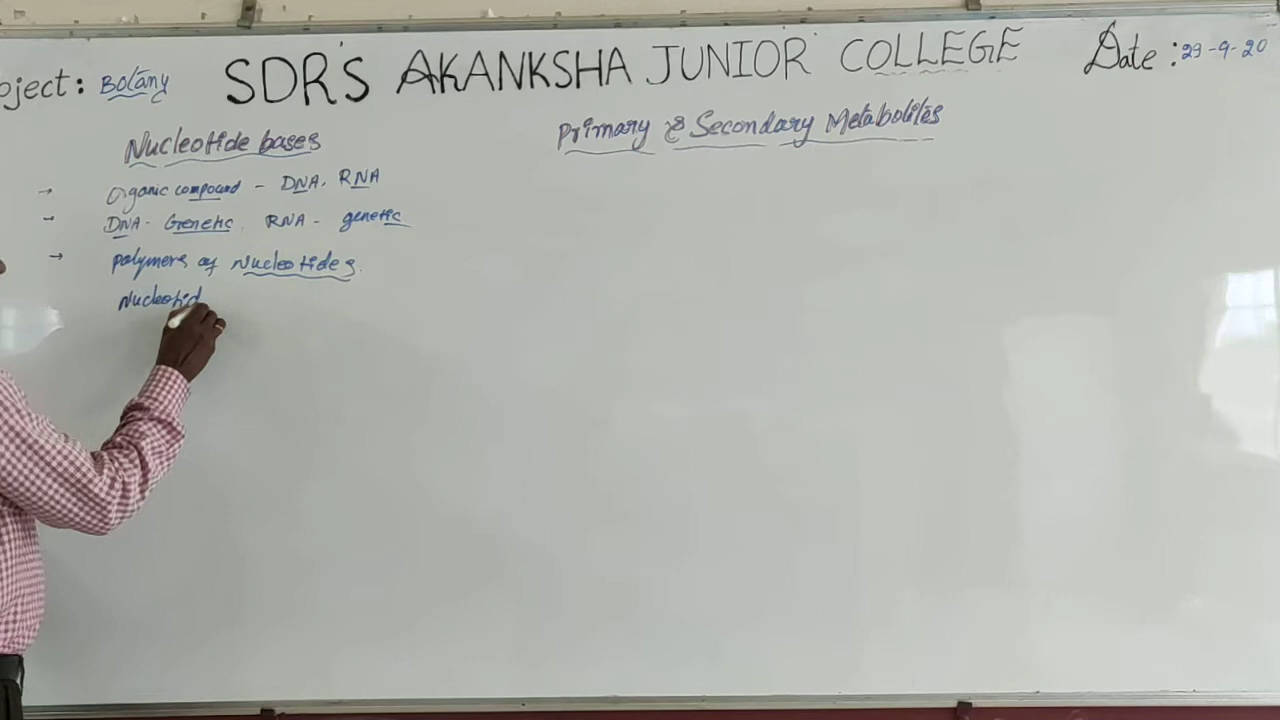 oject: Botany SDR'S AKANKSHA JUNIOR COLLEGE Date: 29-9-20
Nucleotide bases
Primary & Secondary Metabolites
→ Organic compound - DNA, RNA
→ DNA - Genetic, RNA - genetic
→ polymers of Nucleotides.
Nucleotid